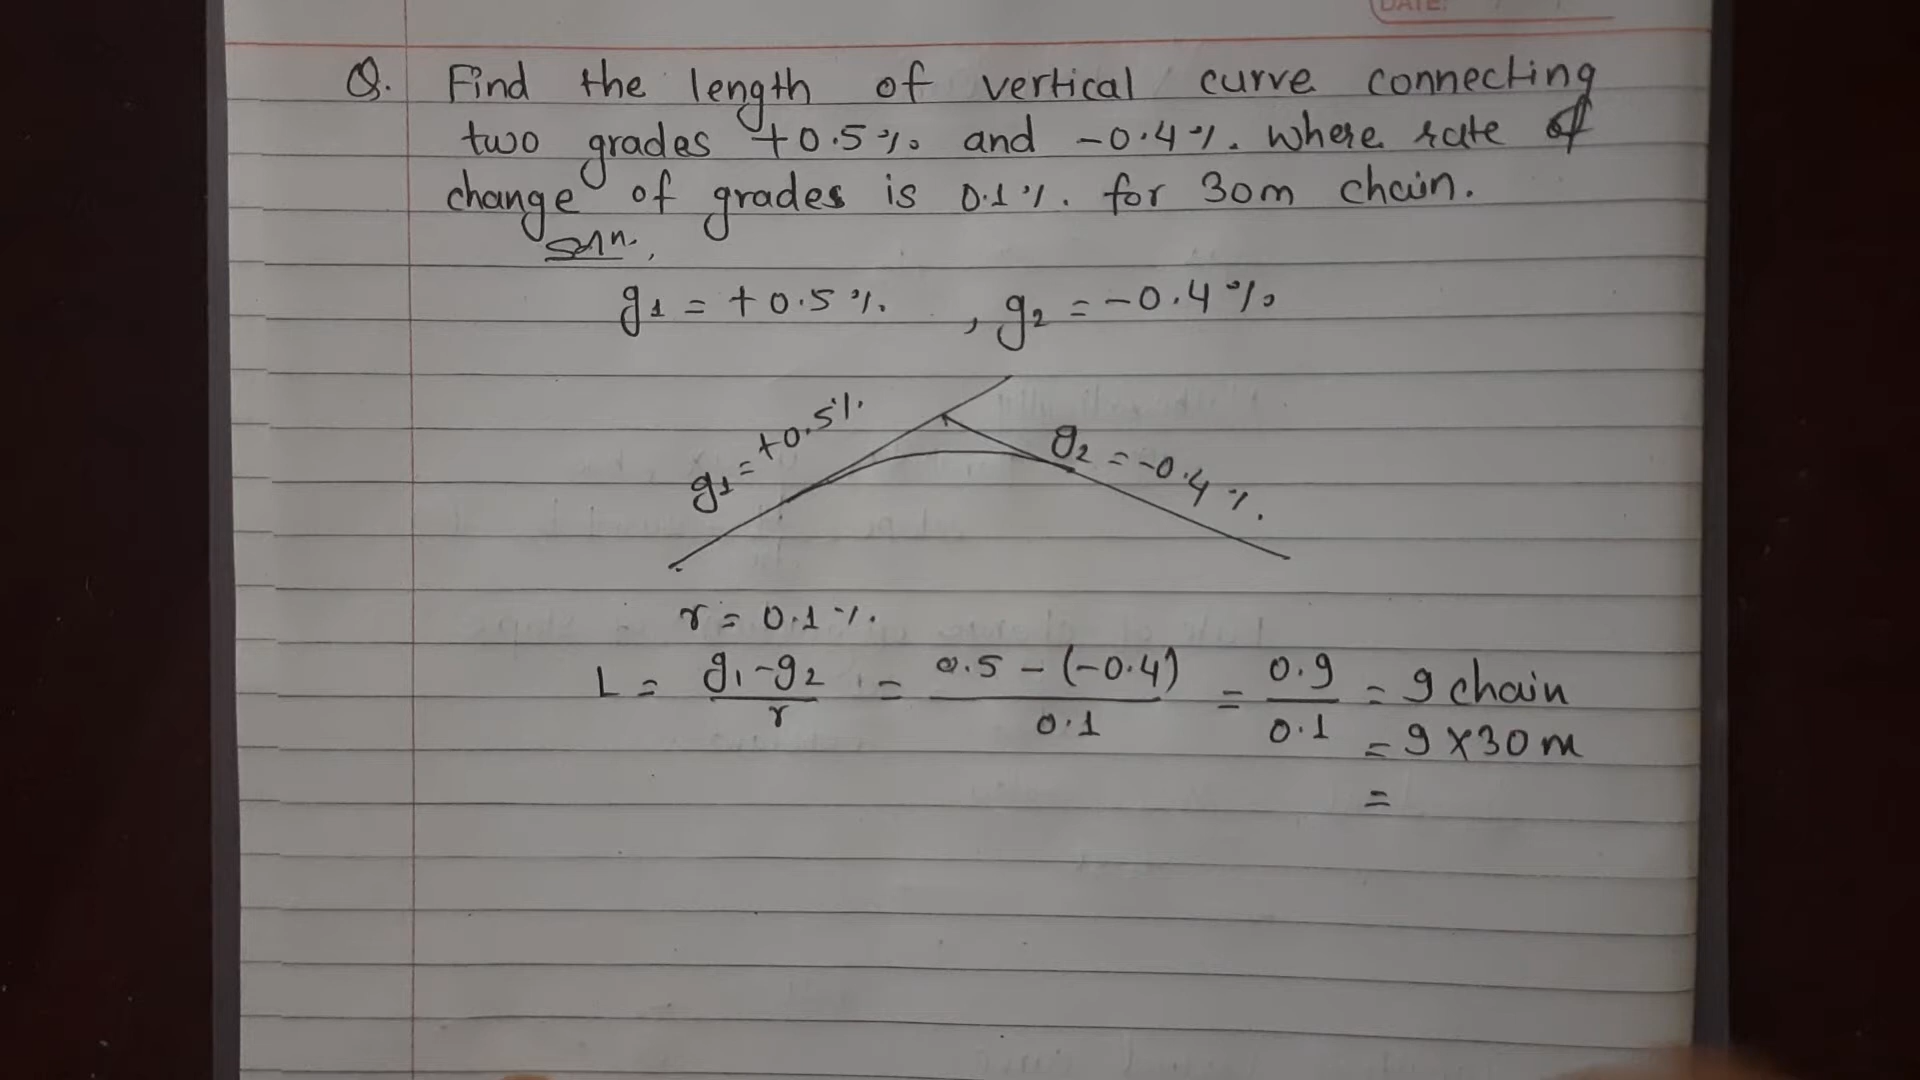 DATE:
Q. Find the length of vertical curve connecting
two grades +0.5% and -0.4%. where rate of
change of grades is 0.1%. for 30m chain.
Soln.,
g1 = +0.5%. , g2 = -0.4%
g1 = +0.5%.
g2 = -0.4%.
r = 0.1%.
L = (g1-g2)/r = (0.5 - (-0.4))/0.1 = 0.9/0.1 = 9 chain
= 9 X 30 m
=